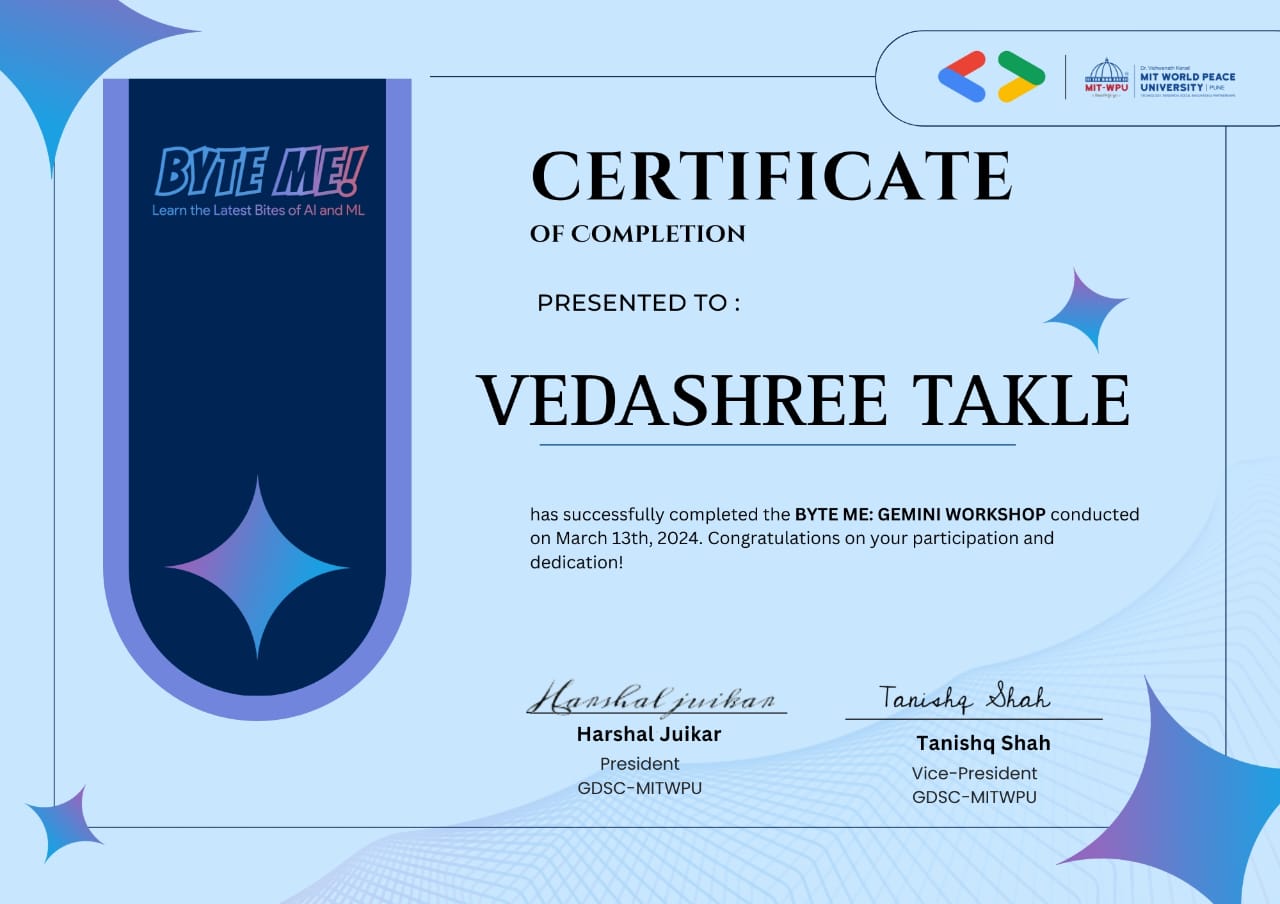 Dr. Vishwanath Karad
MIT WORLD PEACE
UNIVERSITY | PUNE
MIT-WPU
BYTE ME!
Learn the Latest Bites of AI and ML
CERTIFICATE
OF COMPLETION
PRESENTED TO :
VEDASHREE TAKLE
has successfully completed the BYTE ME: GEMINI WORKSHOP conducted
on March 13th, 2024. Congratulations on your participation and
dedication!
Harshal juikar
Harshal Juikar
President
GDSC-MITWPU
Tanishq Shah
Tanishq Shah
Vice-President
GDSC-MITWPU